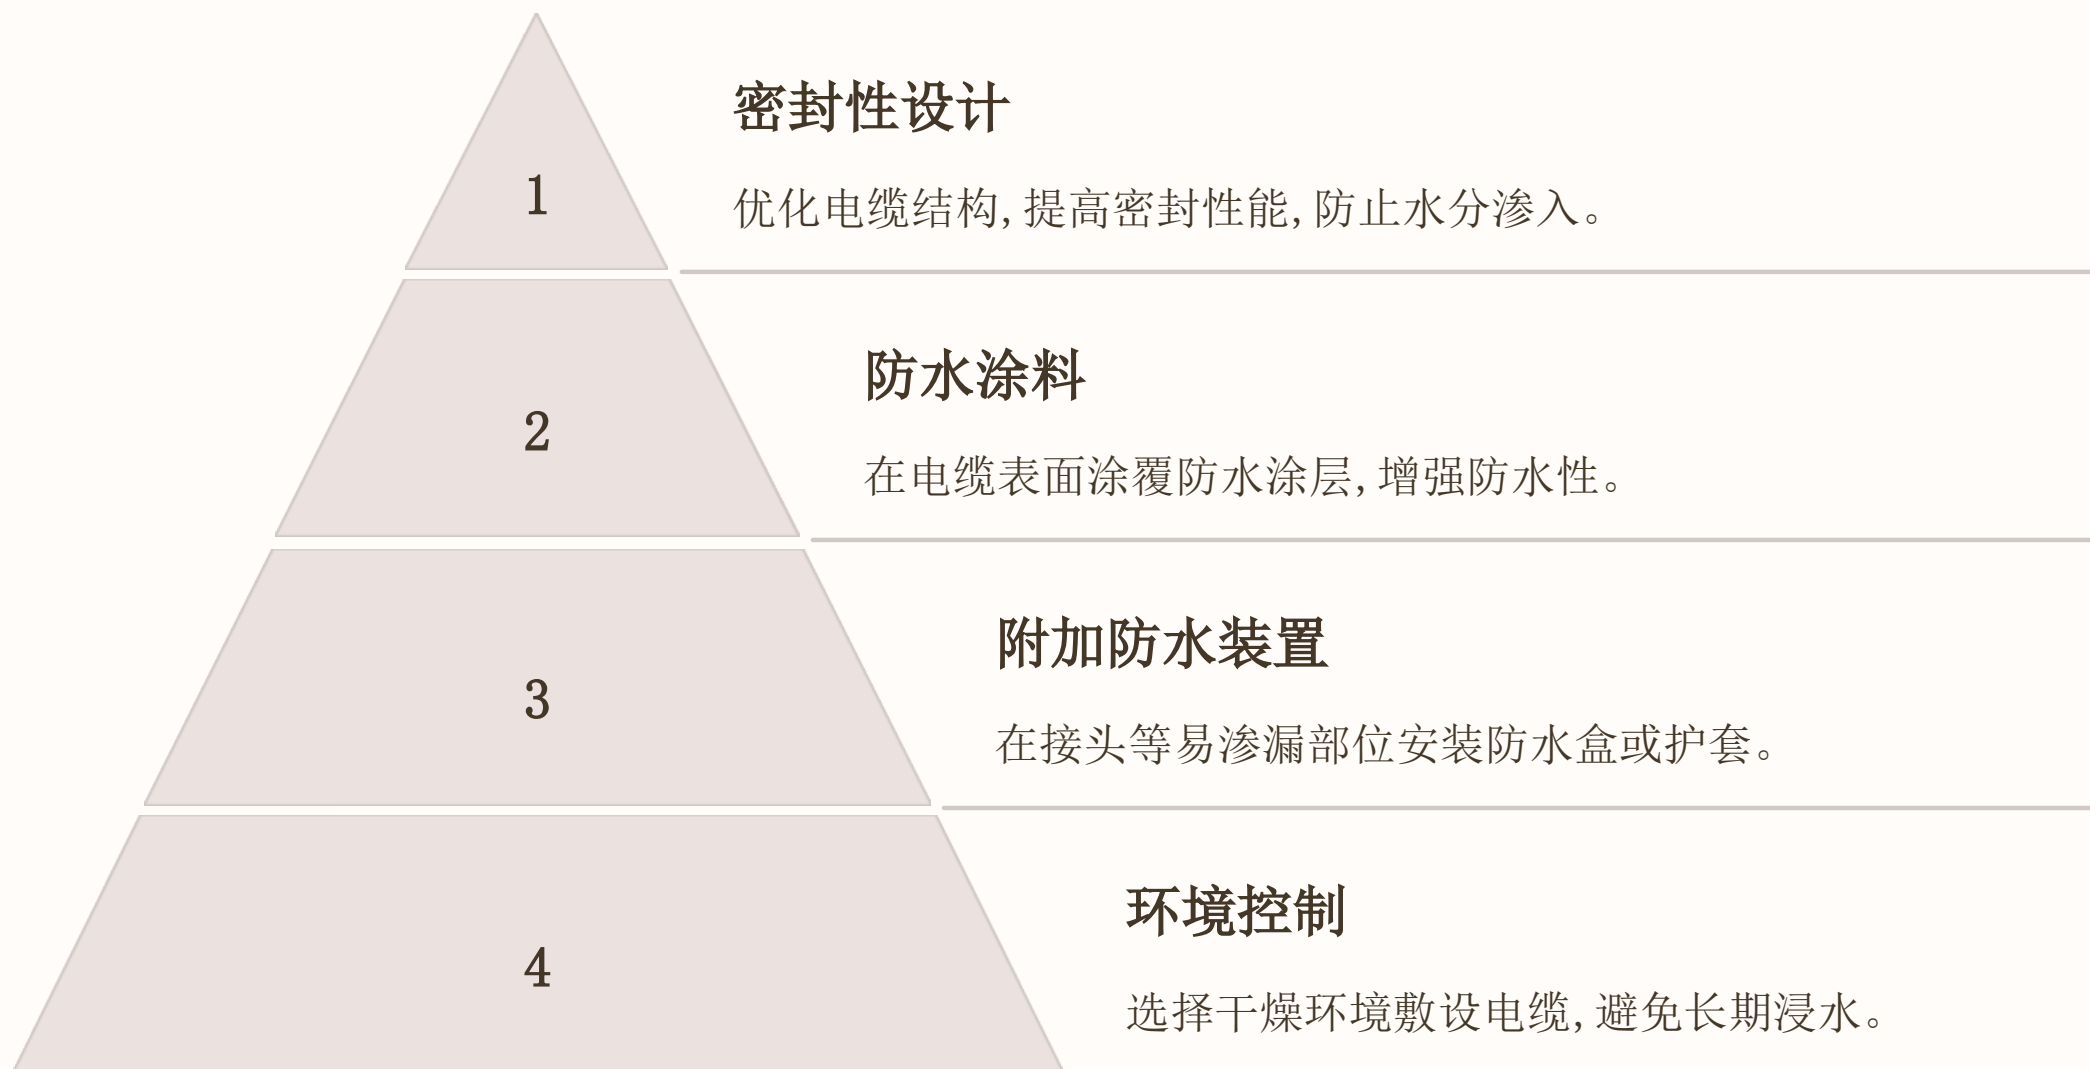 1
密封性设计
优化电缆结构,提高密封性能,防止水分渗入。
2
防水涂料
在电缆表面涂覆防水涂层,增强防水性。
3
附加防水装置
在接头等易渗漏部位安装防水盒或护套。
4
环境控制
选择干燥环境敷设电缆,避免长期浸水。